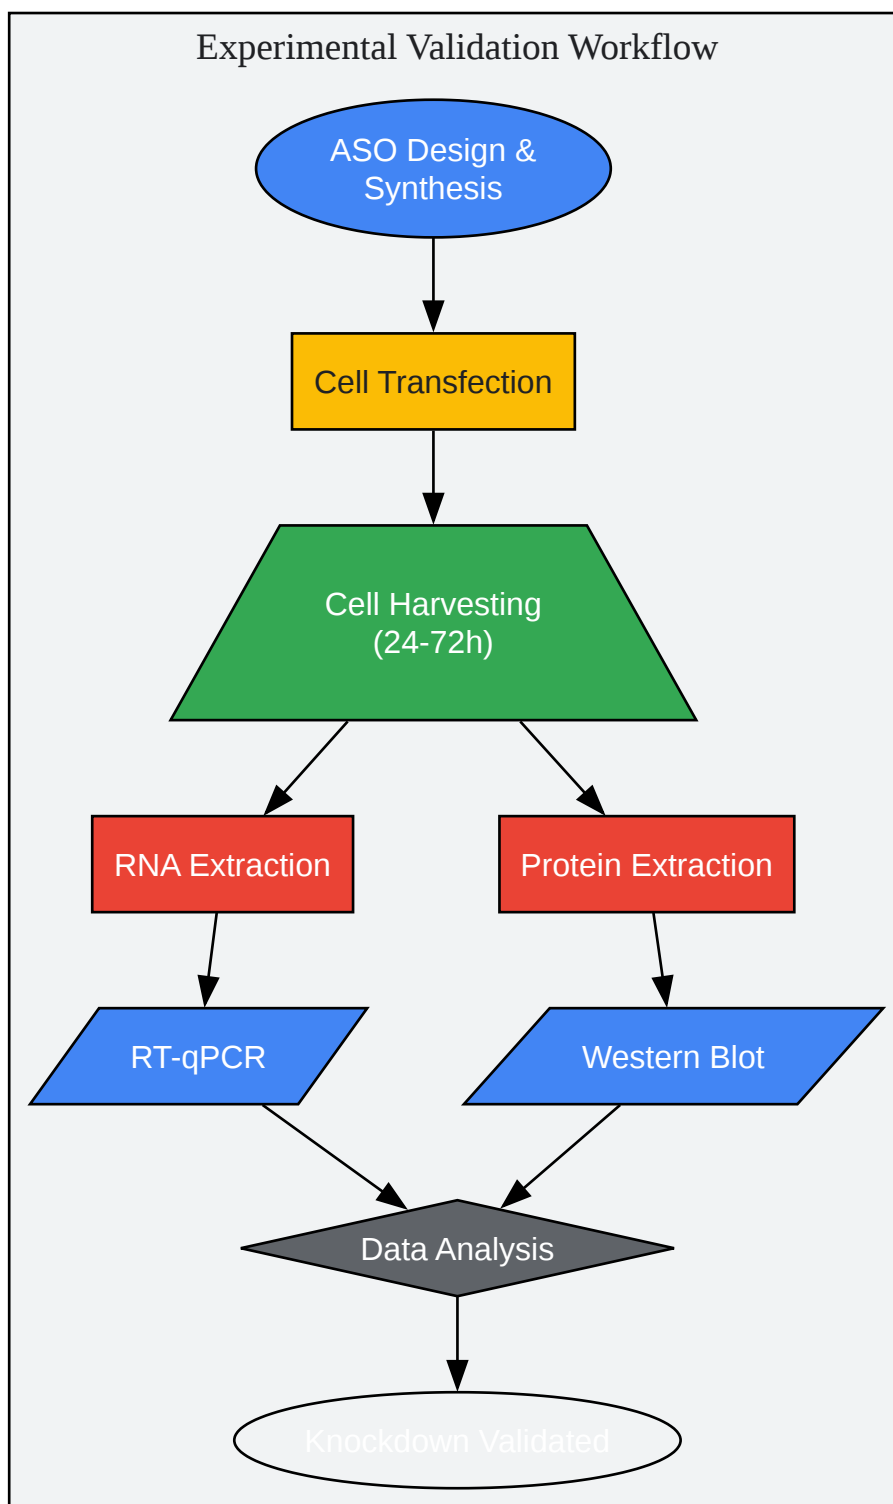 Experimental Validation Workflow
ASO Design &
Synthesis
Cell Transfection
Cell Harvesting
(24-72h)
RNA Extraction
Protein Extraction
RT-qPCR
Western Blot
Data Analysis
Knockdown Validated